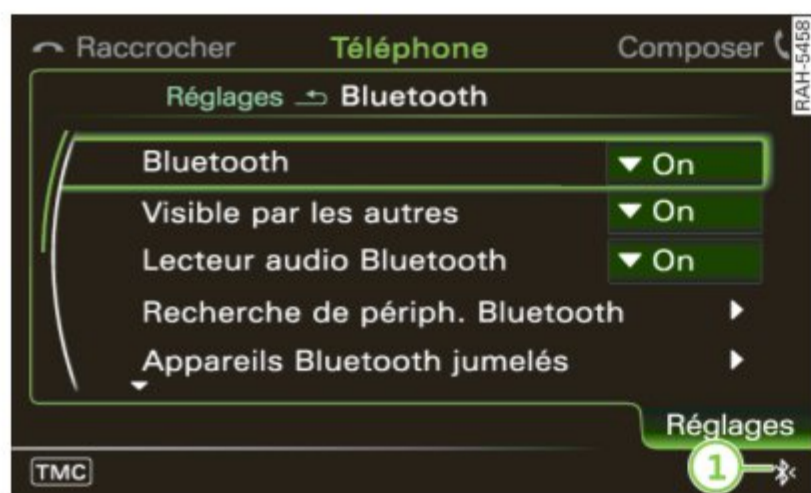 Raccrocher Téléphone Composer
RAH-5458
Réglages Bluetooth
Bluetooth On
Visible par les autres On
Lecteur audio Bluetooth On
Recherche de périph. Bluetooth
Appareils Bluetooth jumelés
Réglages
TMC 1